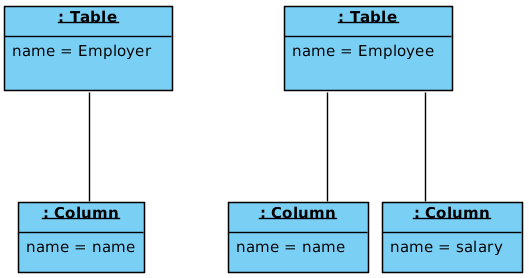 : Table
name = Employer
: Table
name = Employee
: Column
name = name
: Column
name = name
: Column
name = salary